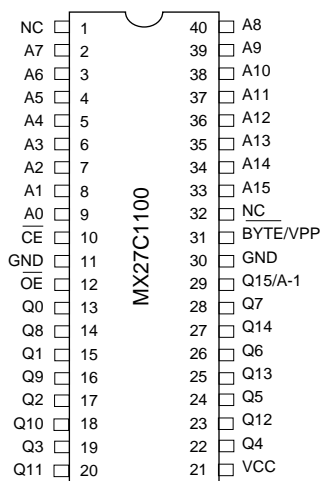 NC 1 40 A8
A7 2 39 A9
A6 3 38 A10
A5 4 37 A11
A4 5 36 A12
A3 6 35 A13
A2 7 34 A14
A1 8 33 A15
A0 9 32 NC
CE 10 31 BYTE/VPP
GND 11 30 GND
OE 12 29 Q15/A-1
Q0 13 28 Q7
Q8 14 27 Q14
Q1 15 26 Q6
Q9 16 25 Q13
Q2 17 24 Q5
Q10 18 23 Q12
Q3 19 22 Q4
Q11 20 21 VCC
MX27C1100